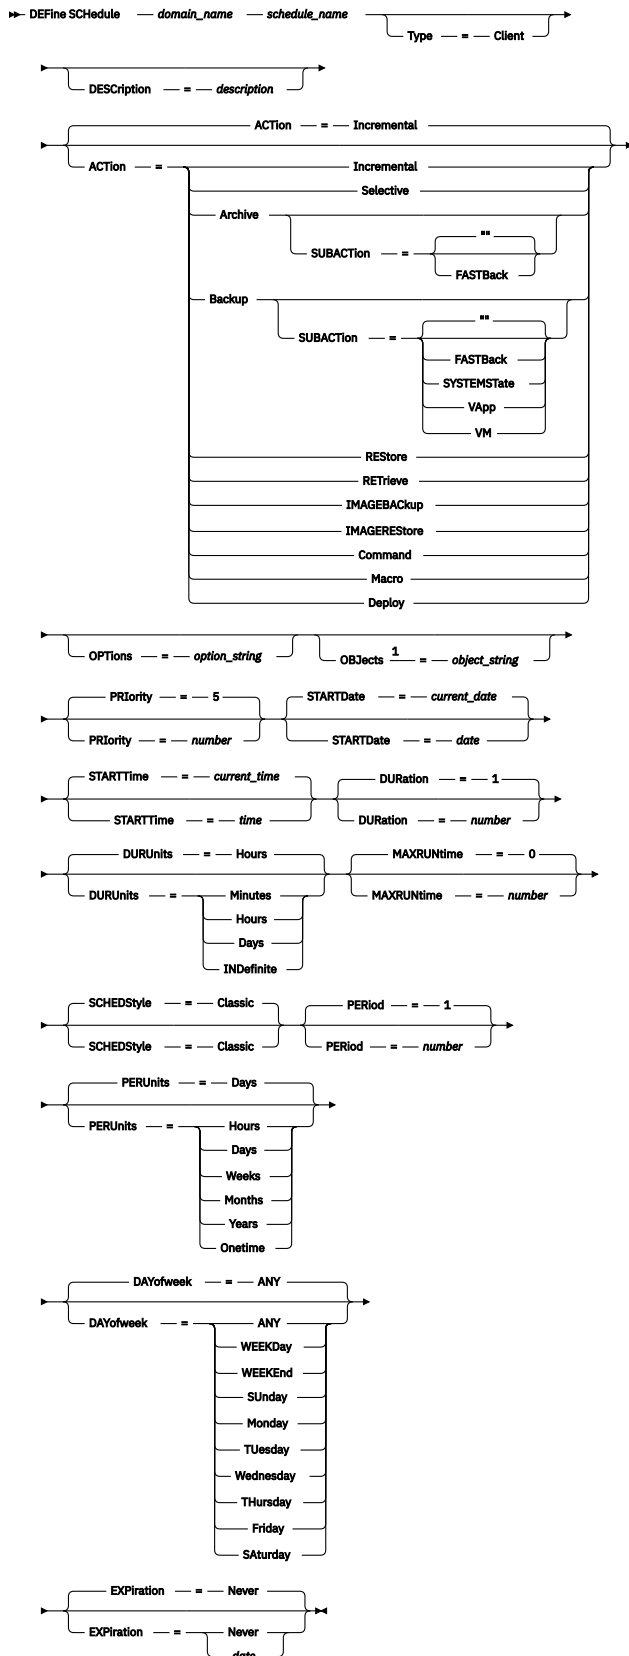 DEFine SCHedule domain_name schedule_name
Type = Client
DESCription = description
ACTion = Incremental
ACTion = Incremental
Selective
Archive
""
SUBACTion =
FASTBack
Backup
""
SUBACTion =
FASTBack
SYSTEMSTate
VApp
VM
REStore
RETrieve
IMAGEBACkup
IMAGEREStore
Command
Macro
Deploy
OPTions = option_string
OBJects 1 = object_string
PRIority = 5
PRIority = number
STARTDate = current_date
STARTDate = date
STARTTime = current_time
STARTTime = time
DURation = 1
DURation = number
DURUnits = Hours
DURUnits = Minutes
Hours
Days
INDefinite
MAXRUNtime = 0
MAXRUNtime = number
SCHEDStyle = Classic
SCHEDStyle = Classic
PERiod = 1
PERiod = number
PERUnits = Days
PERUnits = Hours
Days
Weeks
Months
Years
Onetime
DAYofweek = ANY
DAYofweek = ANY
WEEKDay
WEEKEnd
SUnday
Monday
TUesday
Wednesday
THursday
Friday
SAturday
EXPiration = Never
EXPiration = Never
date